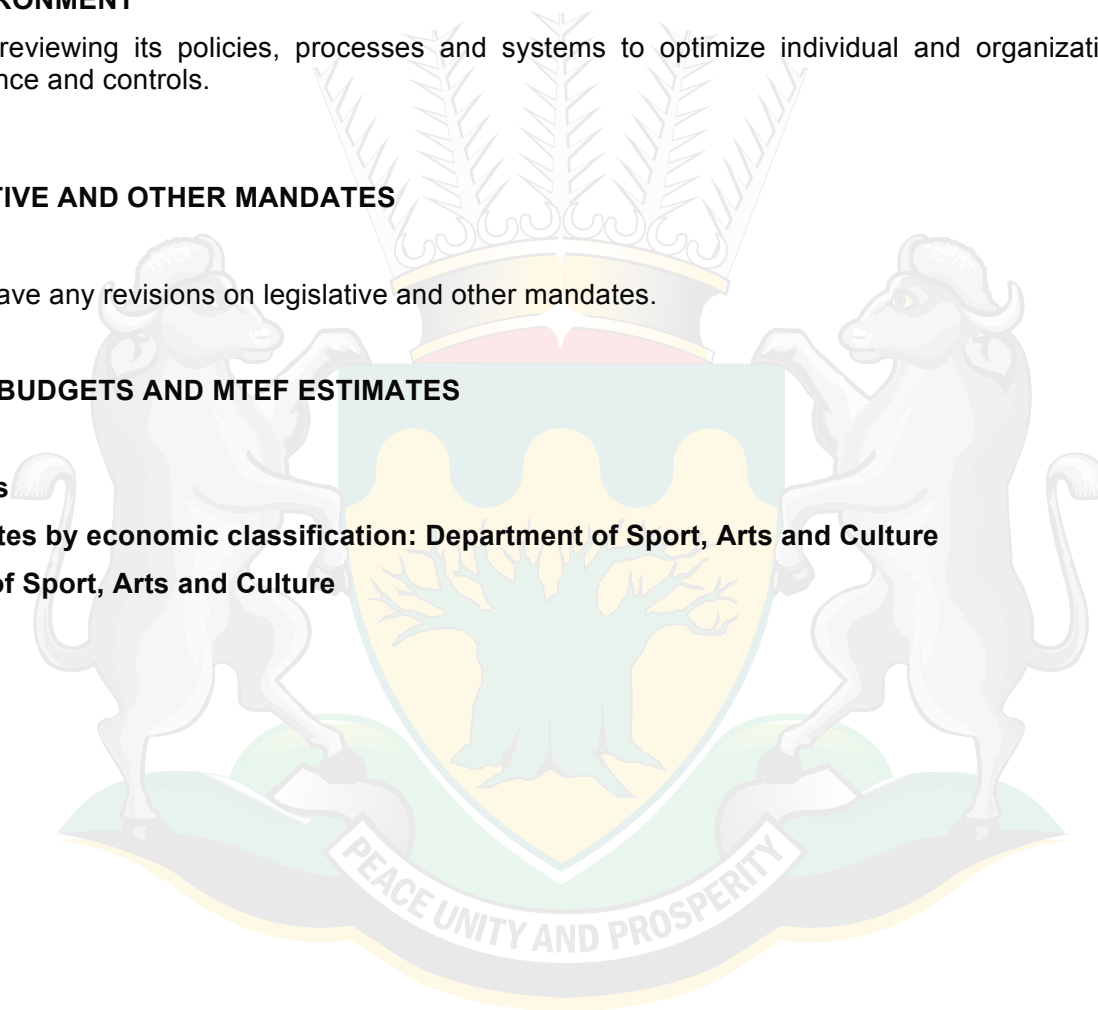 RONMENT
reviewing its policies, processes and systems to optimize individual and organizati
nce and controls.
TIVE AND OTHER MANDATES
ave any revisions on legislative and other mandates.
BUDGETS AND MTEF ESTIMATES
s
tes by economic classification: Department of Sport, Arts and Culture
of Sport, Arts and Culture
PEACE UNITY AND PROSPERITY